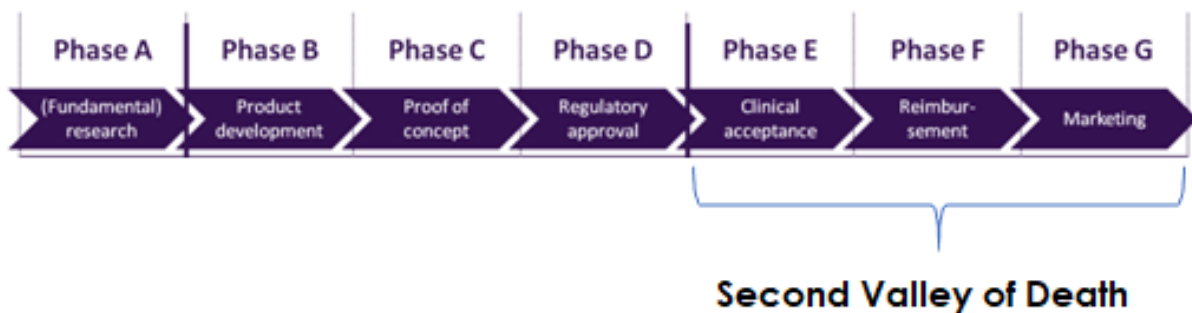 Phase A Phase B Phase C Phase D Phase E Phase F Phase G
(Fundamental) research
Product development
Proof of concept
Regulatory approval
Clinical acceptance
Reimbur-
sement
Marketing
Second Valley of Death